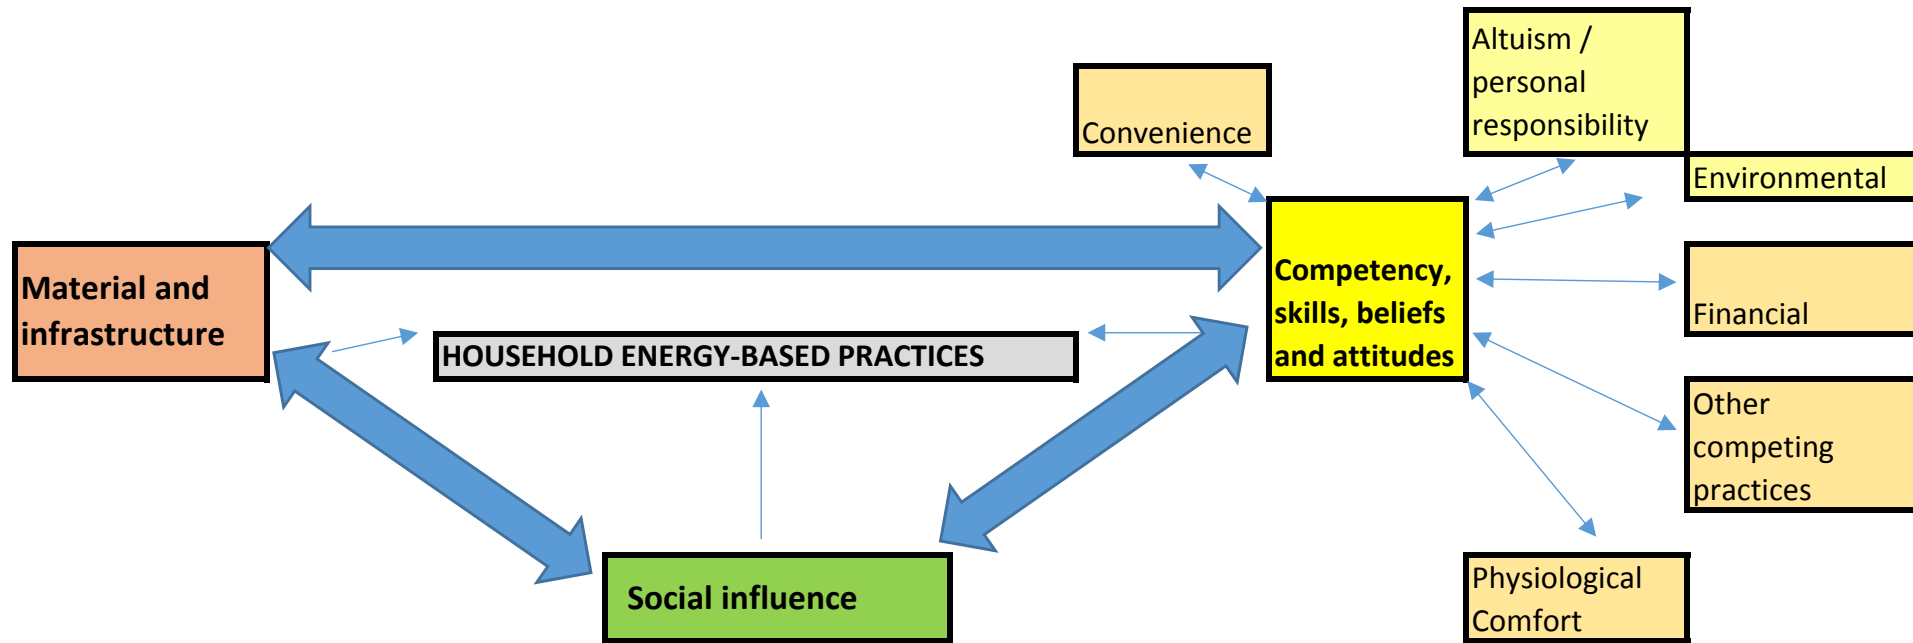 Altuism /
personal
responsibility
Convenience
Environmental
Material and
infrastructure
Competency,
skills, beliefs
and attitudes
Financial
HOUSEHOLD ENERGY-BASED PRACTICES
Other
competing
practices
Social influence
Physiological
Comfort